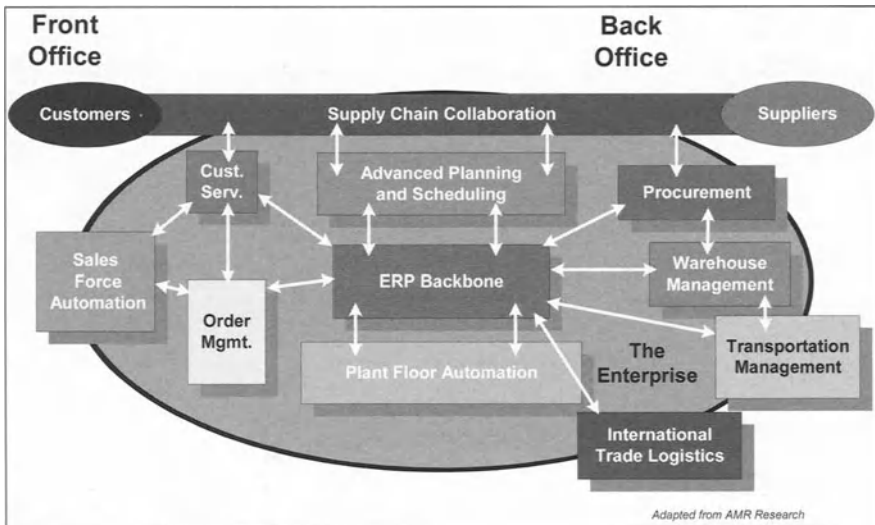 Front
Office
Back
Office
Customers
Supply Chain Collaboration
Suppliers
Cust.
Serv.
Advanced Planning
and Scheduling
Procurement
Sales
Force
Automation
ERP Backbone
Warehouse
Management
Order
Mgmt.
Plant Floor Automation
The
Enterprise
Transportation
Management
International
Trade Logistics
Adapted from AMR Research